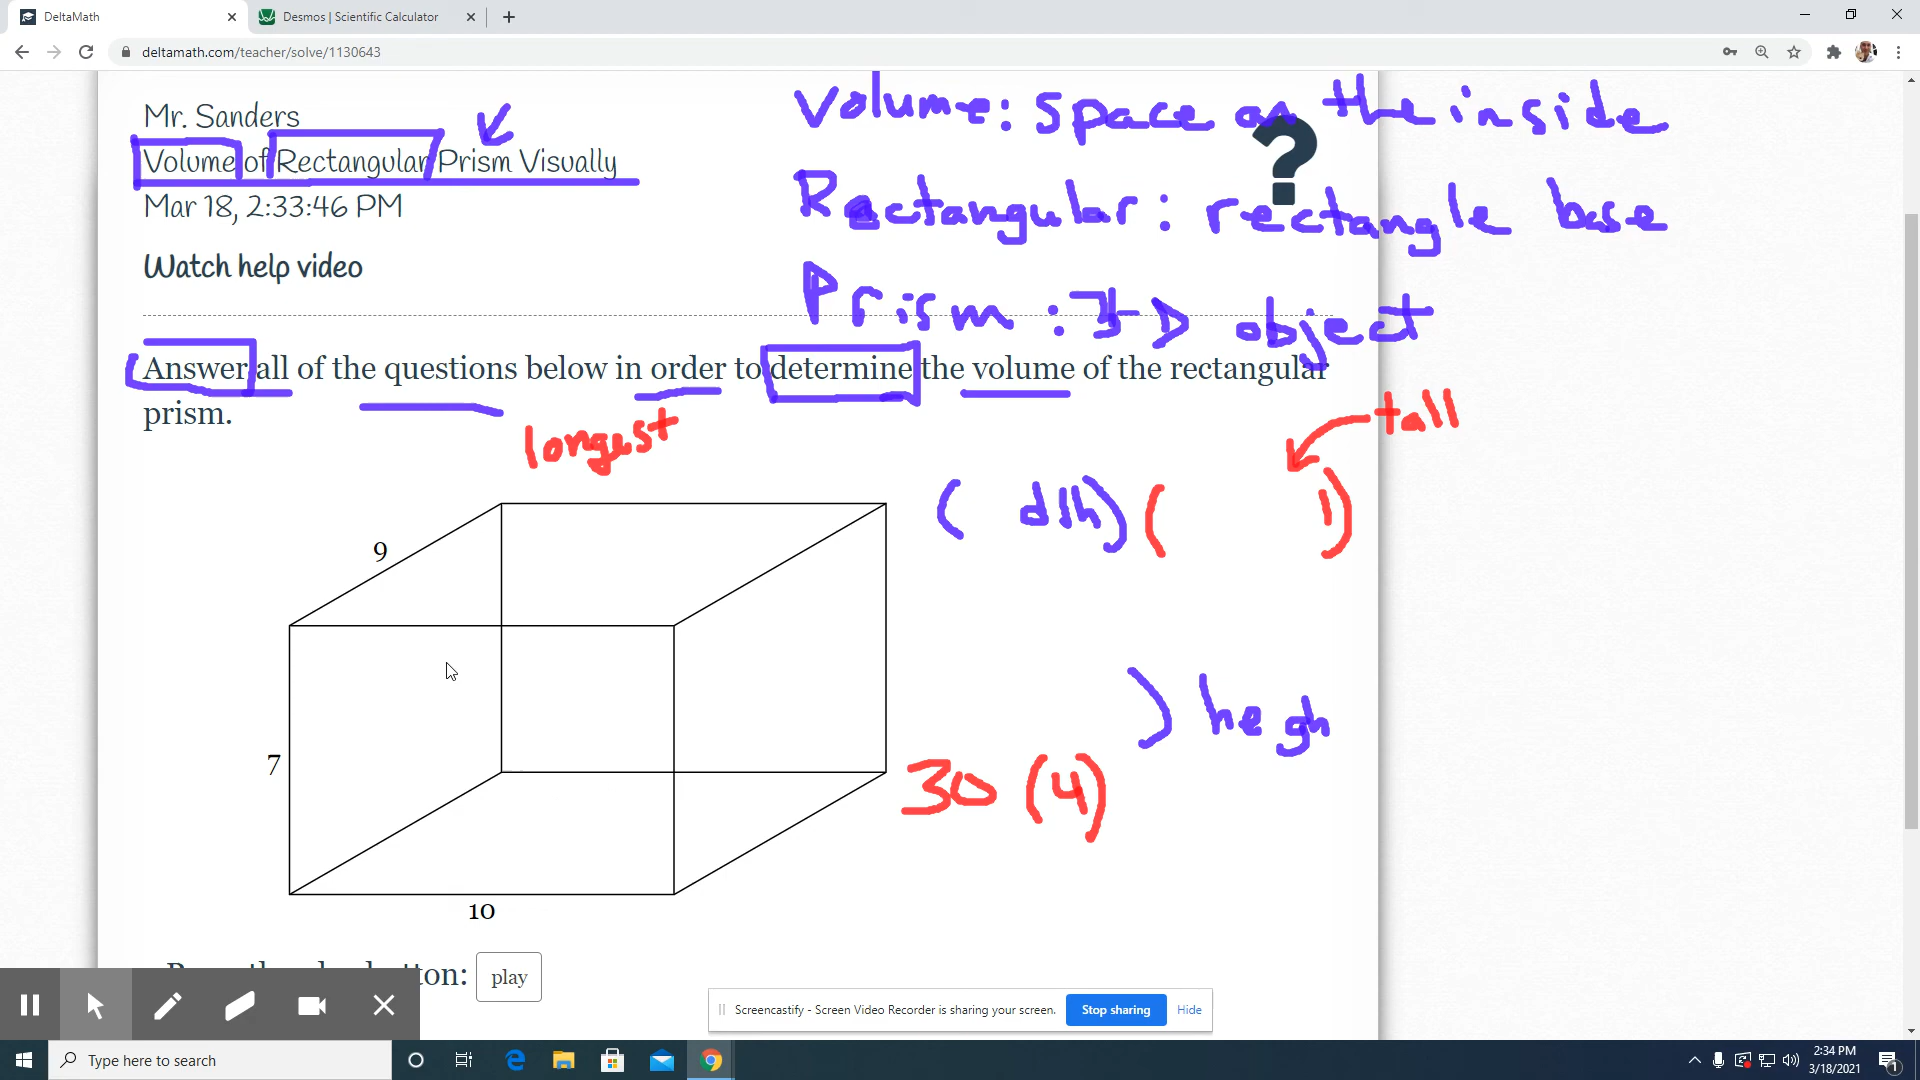 DeltaMath
Desmos | Scientific Calculator
deltamath.com/teacher/solve/1130643
Mr. Sanders
Volume of Rectangular Prism Visually
Mar 18, 2:33:46 PM
Watch help video
Volume: space on the inside
?
Rectangular: rectangle base
Prism: 3-D object
Answer all of the questions below in order to determine the volume of the rectangular
prism.
longest
tall
9
7
10
30 (4)
) hegh
button: play
Screencastify - Screen Video Recorder is sharing your screen.
Stop sharing
Hide
Type here to search
2:34 PM
3/18/2021
1